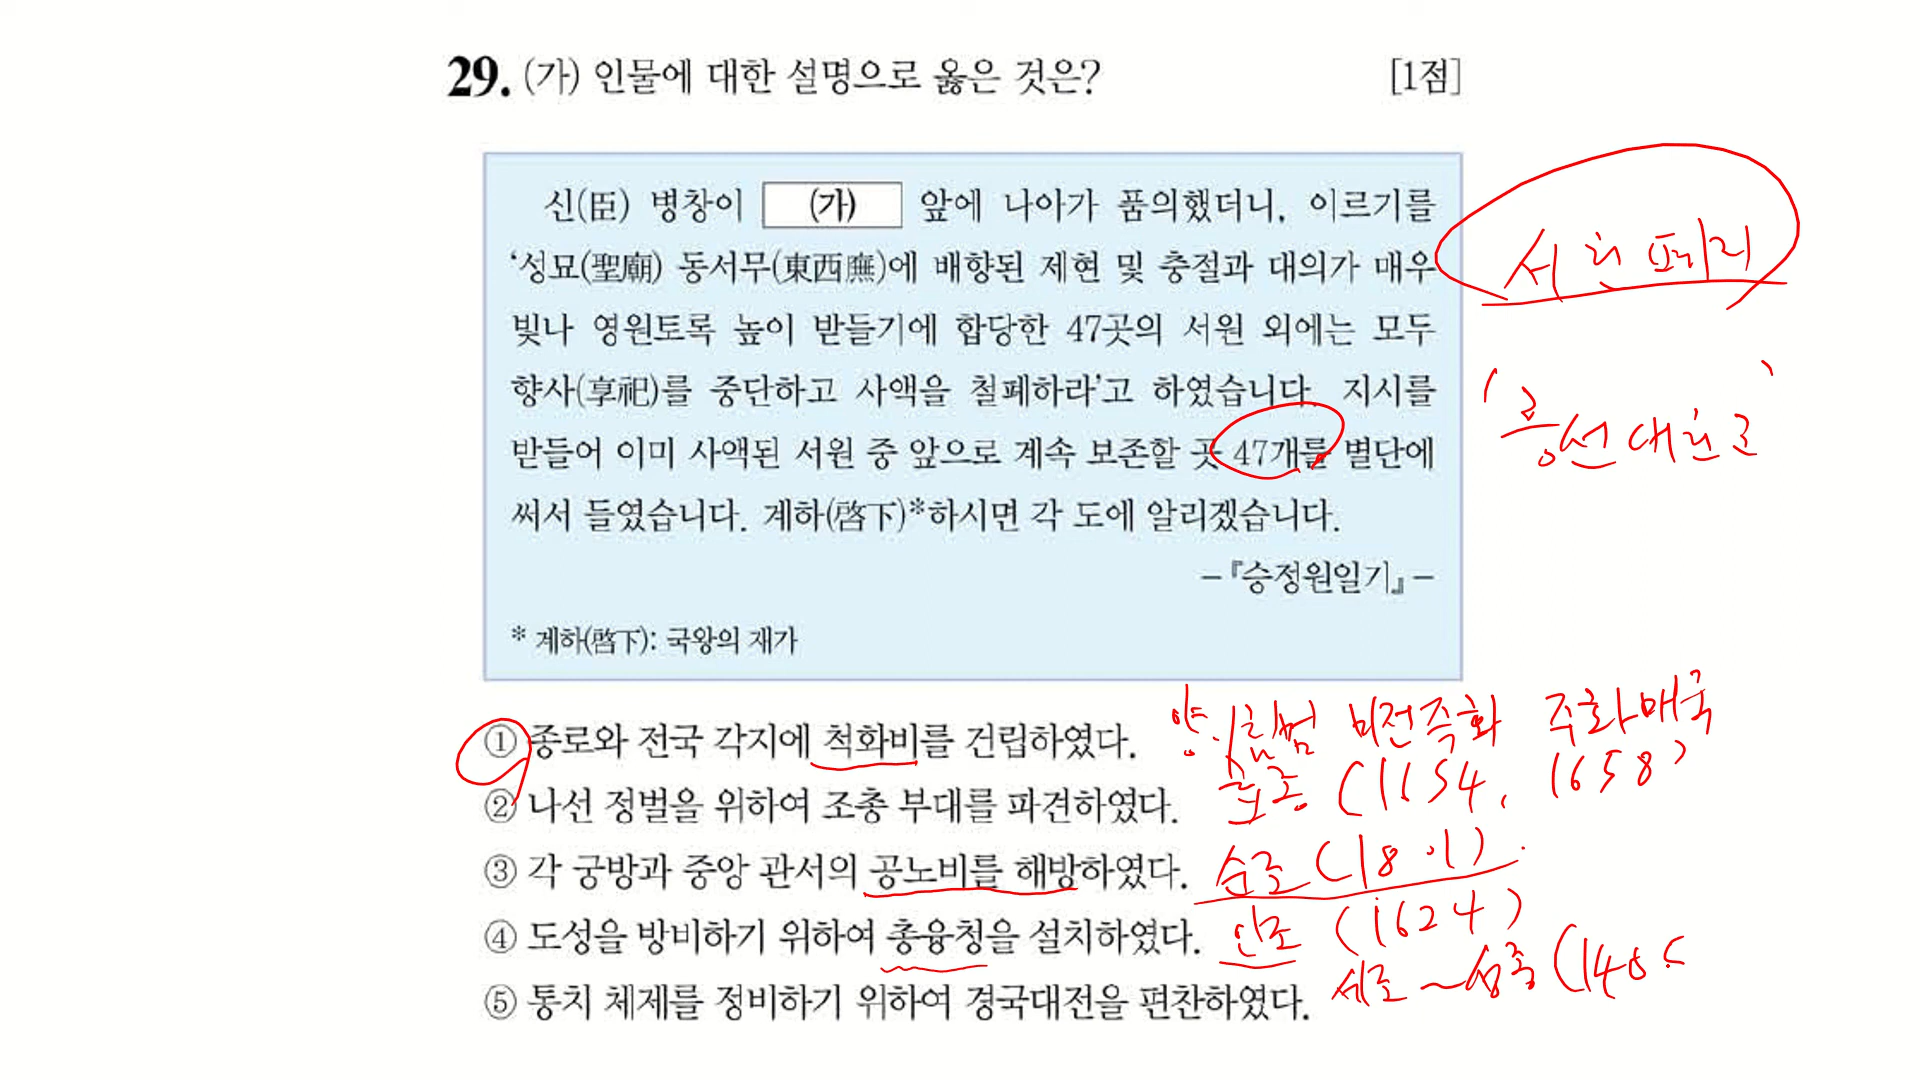 29. (가) 인물에 대한 설명으로 옳은 것은? [1점]
신(臣) 병창이 (가) 앞에 나아가 품의했더니, 이르기를
‘성묘(聖廟) 동서무(東西廡)에 배향된 제현 및 충절과 대의가 매우
빛나 영원토록 높이 받들기에 합당한 47곳의 서원 외에는 모두
향사(享祀)를 중단하고 사액을 철폐하라’고 하였습니다. 지시를
받들어 이미 사액된 서원 중 앞으로 계속 보존할 곳 47개를 별단에
써서 들였습니다. 계하(啓下)*하시면 각 도에 알리겠습니다.
-『승정원일기』-
* 계하(啓下): 국왕의 재가
서원 폐리
‘흥선대원군’
① 종로와 전국 각지에 척화비를 건립하였다.
양이침범 비전즉화 주화매국
② 나선 정벌을 위하여 조총 부대를 파견하였다.
효종 (1654, 1658)
③ 각 궁방과 중앙 관서의 공노비를 해방하였다.
순조 (1801)
④ 도성을 방비하기 위하여 총융청을 설치하였다.
인조 (1624)
⑤ 통치 체제를 정비하기 위하여 경국대전을 편찬하였다.
세조 ~ 성종 (1485